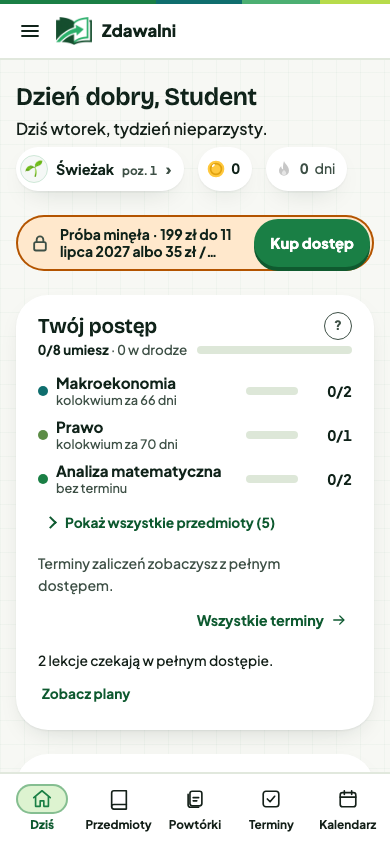 Zdawalni
Dzień dobry, Student
Dziś wtorek, tydzień nieparzysty.
Świeżak poz. 1 ›
0
0 dni
Próba minęła · 199 zł do 11
lipca 2027 albo 35 zł /...
Kup dostęp
Twój postęp
?
0/8 umiesz · 0 w drodze
Makroekonomia
kolokwium za 66 dni
0/2
Prawo
kolokwium za 70 dni
0/1
Analiza matematyczna
bez terminu
0/2
Pokaż wszystkie przedmioty (5)
Terminy zaliczeń zobaczysz z pełnym
dostępem.
Wszystkie terminy →
2 lekcje czekają w pełnym dostępie.
Zobacz plany
Dziś
Przedmioty
Powtórki
Terminy
Kalendarz